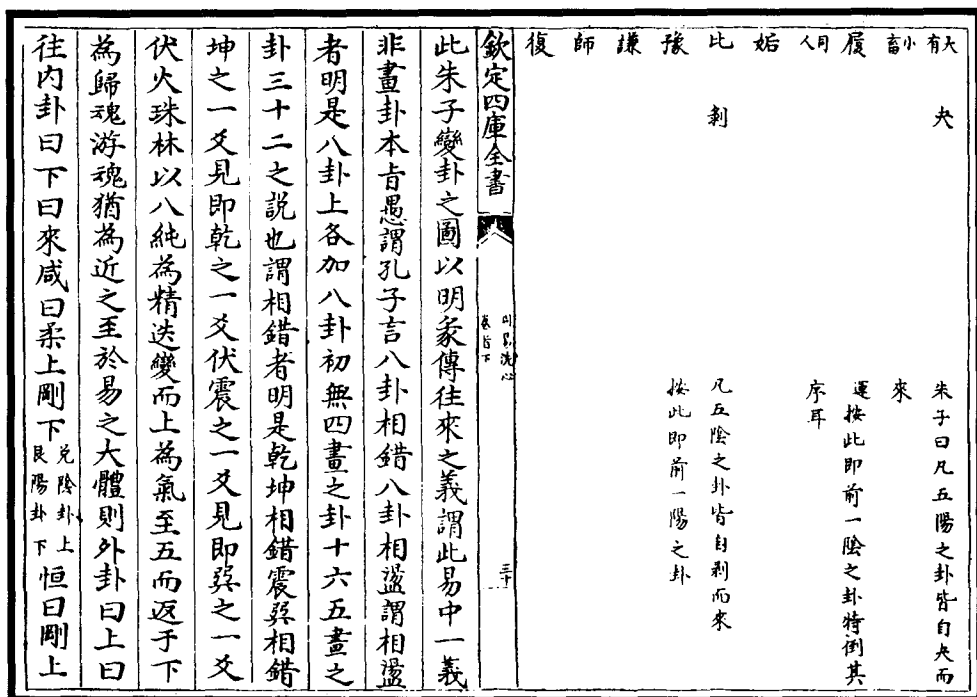 大有　夬　朱子曰凡五陽之卦皆自夬而
小畜　來
履　運按此即前一陰之卦特倒其
同人　序耳
姤
比　剝　凡五陰之卦皆自剝而來
豫　按此即前一陽之卦
謙
師
復
欽定四庫全書　周易洗心 卷首下　三十
此朱子變卦之圖以明彖傳往來之義謂此易中一義
非畫卦本旨愚謂孔子言八卦相錯八卦相盪謂相盪
者明是八卦上各加八卦初無四畫之卦十六五畫之
卦三十二之説也謂相錯者明是乾坤相錯震巽相錯
坤之一爻見即乾之一爻伏震之一爻見即巽之一爻
伏火珠林以八純為精迭變而上為氣至五而返于下
為歸魂游魂猶為近之至於易之大體則外卦曰上曰
往内卦曰下曰來咸曰柔上剛下兌陰卦上艮陽卦下恒曰剛上